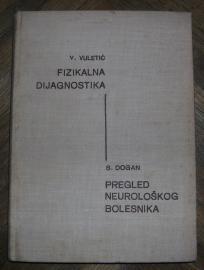 V. VULETIĆ
FIZIKALNA
DIJAGNOSTIKA
S. DOGAN
PREGLED
NEUROLOŠKOG
BOLESNIKA